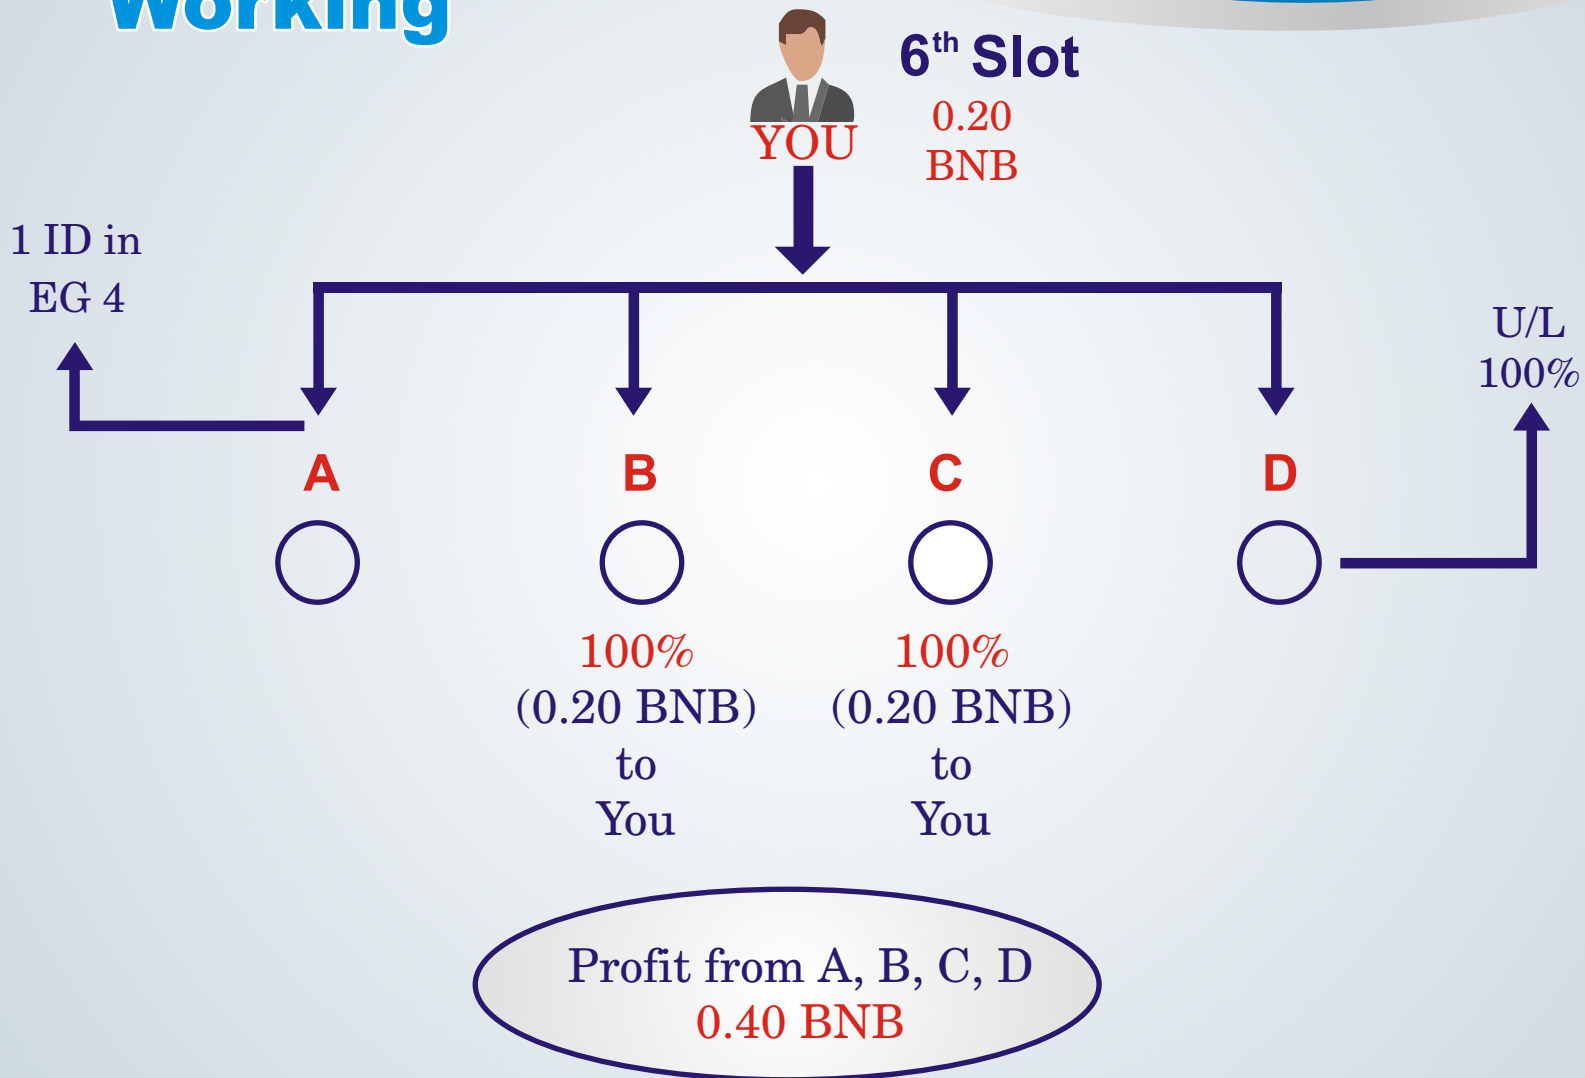 Working
6th Slot
0.20
BNB
YOU
1 ID in
EG 4
U/L
100%
A
B
C
D
100%
(0.20 BNB)
to
You
100%
(0.20 BNB)
to
You
Profit from A, B, C, D
0.40 BNB